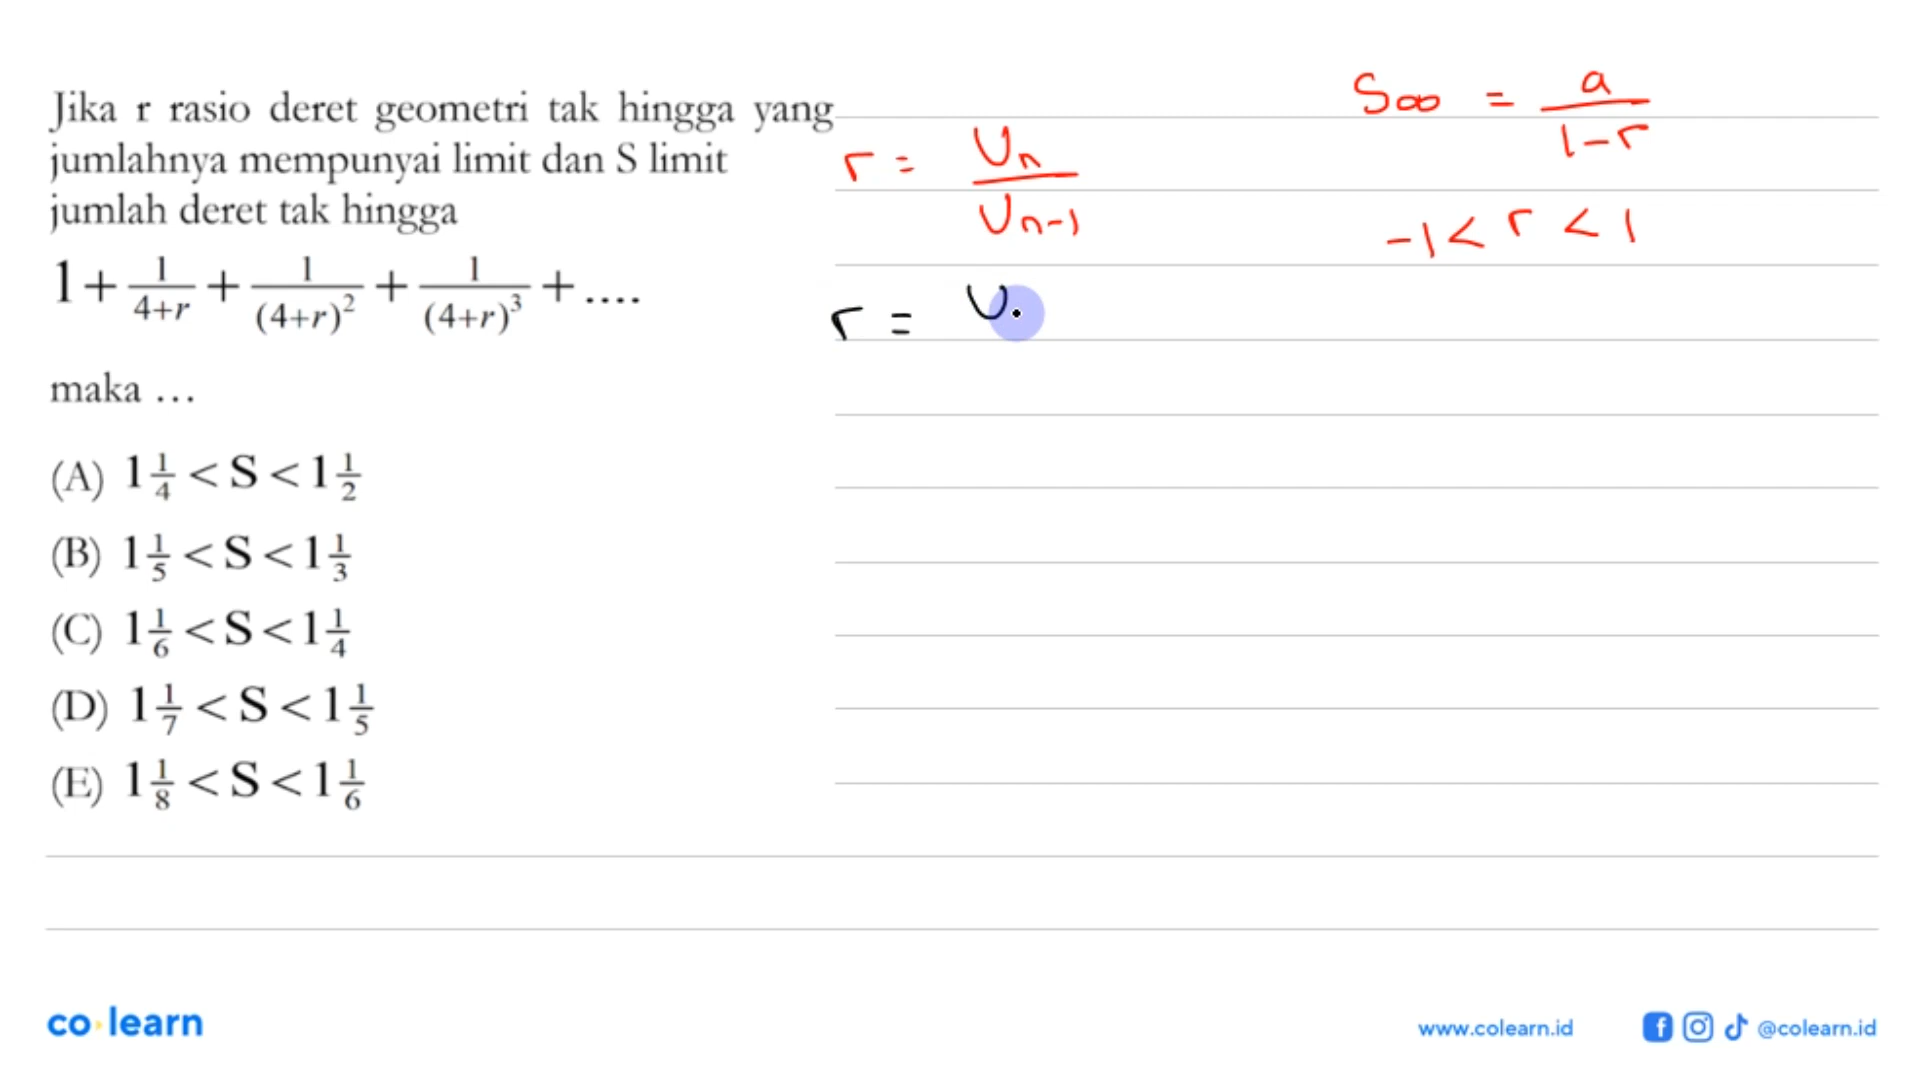 Jika r rasio deret geometri tak hingga yang
jumlahnya mempunyai limit dan S limit
jumlah deret tak hingga
1 + 1/(4+r) + 1/(4+r)² + 1/(4+r)³ + ....
maka ...
(A) 1 1/4 < S < 1 1/2
(B) 1 1/5 < S < 1 1/3
(C) 1 1/6 < S < 1 1/4
(D) 1 1/7 < S < 1 1/5
(E) 1 1/8 < S < 1 1/6
r = Un / Un-1
S∞ = a / 1-r
-1 < r < 1
r = U
co learn
www.colearn.id
@colearn.id